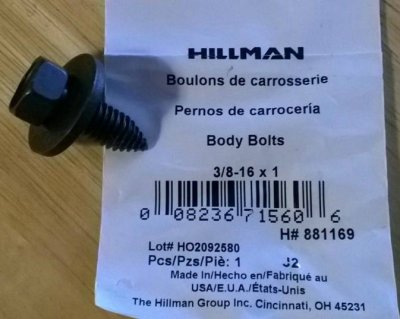 HILLMAN
Boulons de carrosserie
Pernos de carrocería
Body Bolts
3/8-16 x 1
0 08236 71560 6
H# 881169
Lot# HO2092580
Pcs/Pzs/Piè: 1 J2
Made In/Hecho en/Fabriqué au
USA/E.U.A./États-Unis
The Hillman Group Inc. Cincinnati, OH 45231